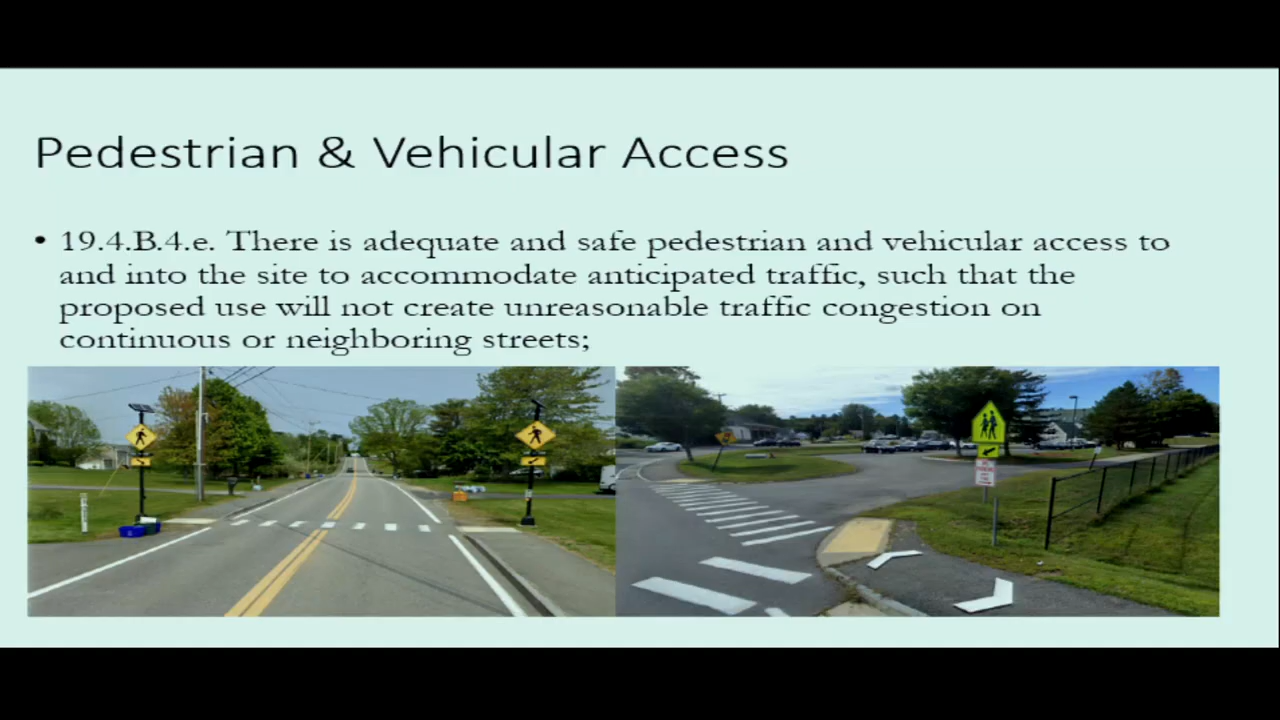 Pedestrian & Vehicular Access
• 19.4.B.4.e. There is adequate and safe pedestrian and vehicular access to
and into the site to accommodate anticipated traffic, such that the
proposed use will not create unreasonable traffic congestion on
continuous or neighboring streets;